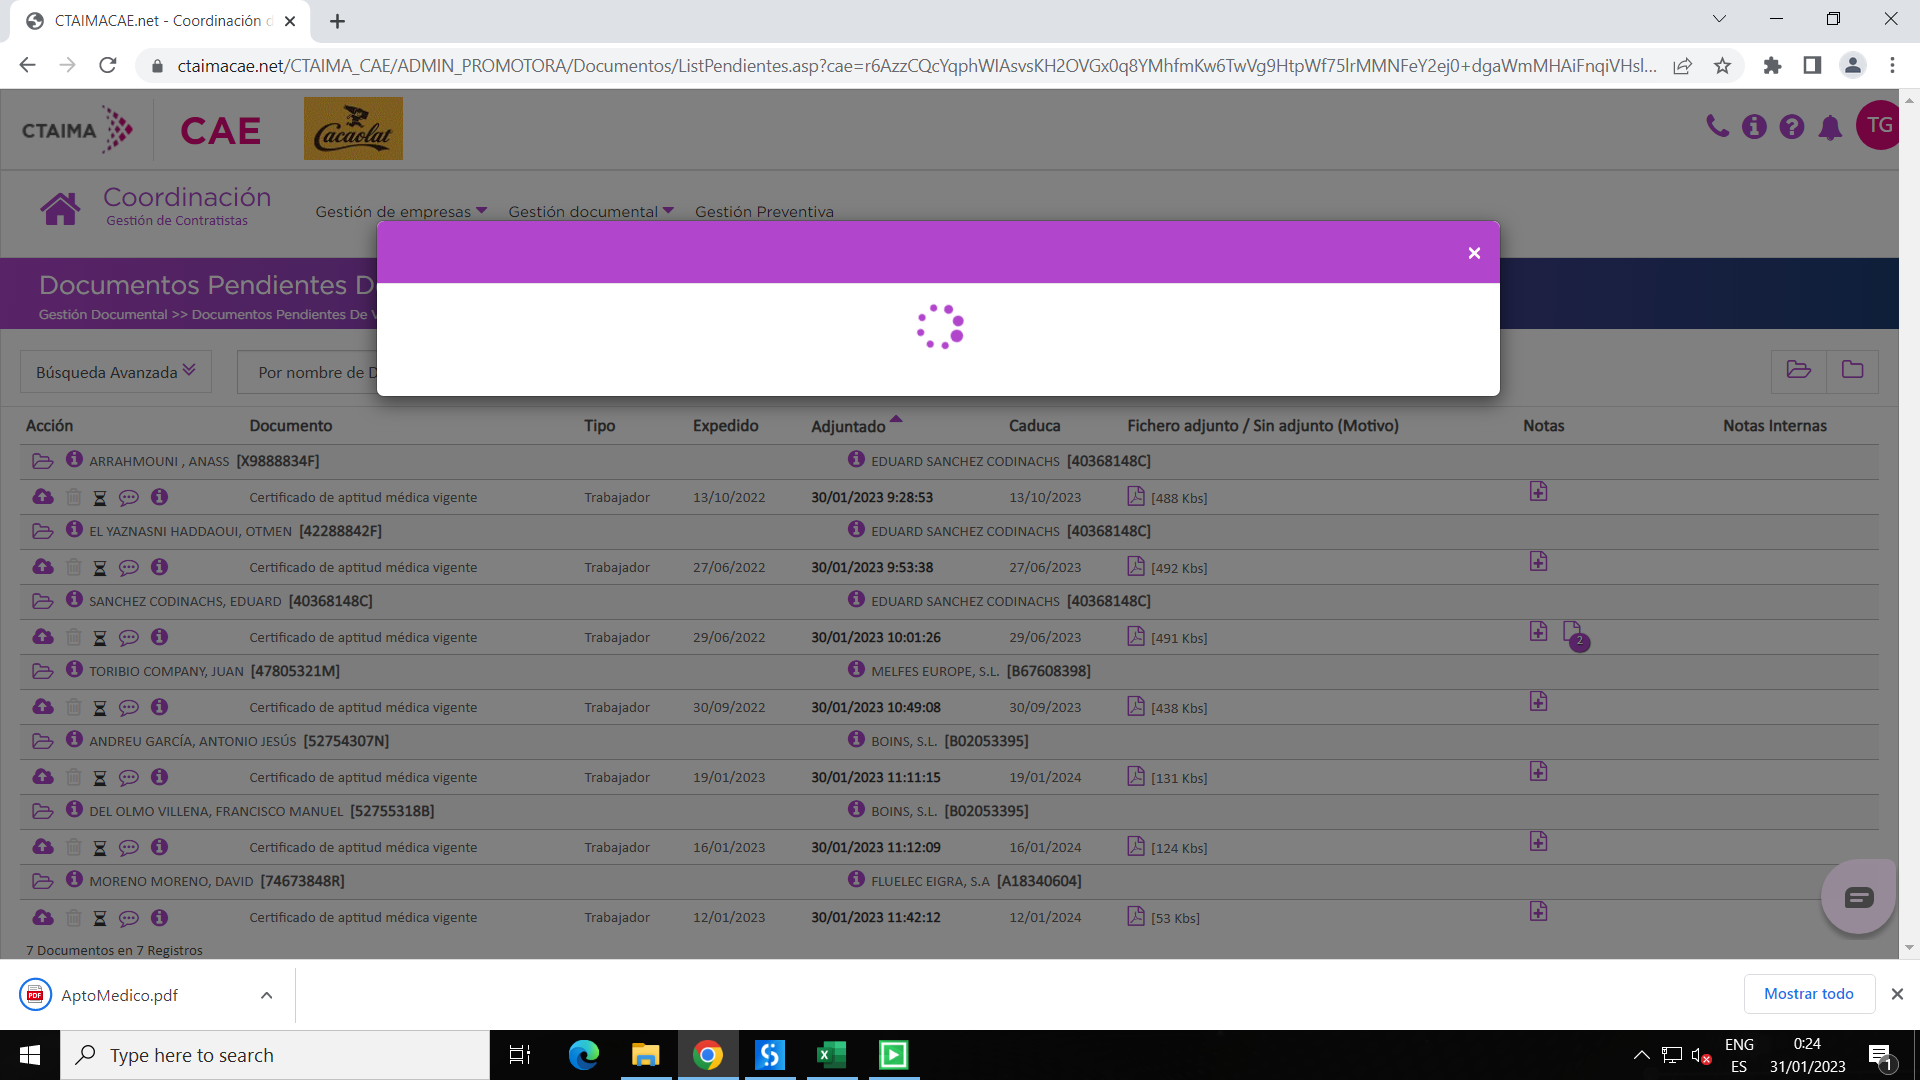 CTAIMACAE.net - Coordinación d
ctaimacae.net/CTAIMA_CAE/ADMIN_PROMOTORA/Documentos/ListPendientes.asp?cae=r6AzzCQcYqphWIAsvsKH2OVGx0q8YMhfmKw6TwVg9HtpWf75lrMMNFeY2ej0+dgaWmMHAiFnqiVHsl...
CTAIMA CAE Cacaolat TG
Coordinación
Gestión de Contratistas
Gestión de empresas Gestión documental Gestión Preventiva
Documentos Pendientes D
Gestión Documental >> Documentos Pendientes De V
Búsqueda Avanzada Por nombre de D
Acción Documento Tipo Expedido Adjuntado Caduca Fichero adjunto / Sin adjunto (Motivo) Notas Notas Internas
ARRAHMOUNI , ANASS [X9888834F] EDUARD SANCHEZ CODINACHS [40368148C]
Certificado de aptitud médica vigente Trabajador 13/10/2022 30/01/2023 9:28:53 13/10/2023 [488 Kbs]
EL YAZNASNI HADDAOUI, OTMEN [42288842F] EDUARD SANCHEZ CODINACHS [40368148C]
Certificado de aptitud médica vigente Trabajador 27/06/2022 30/01/2023 9:53:38 27/06/2023 [492 Kbs]
SANCHEZ CODINACHS, EDUARD [40368148C] EDUARD SANCHEZ CODINACHS [40368148C]
Certificado de aptitud médica vigente Trabajador 29/06/2022 30/01/2023 10:01:26 29/06/2023 [491 Kbs] 2
TORIBIO COMPANY, JUAN [47805321M] MELFES EUROPE, S.L. [B67608398]
Certificado de aptitud médica vigente Trabajador 30/09/2022 30/01/2023 10:49:08 30/09/2023 [438 Kbs]
ANDREU GARCÍA, ANTONIO JESÚS [52754307N] BOINS, S.L. [B02053395]
Certificado de aptitud médica vigente Trabajador 19/01/2023 30/01/2023 11:11:15 19/01/2024 [131 Kbs]
DEL OLMO VILLENA, FRANCISCO MANUEL [52755318B] BOINS, S.L. [B02053395]
Certificado de aptitud médica vigente Trabajador 16/01/2023 30/01/2023 11:12:09 16/01/2024 [124 Kbs]
MORENO MORENO, DAVID [74673848R] FLUELEC EIGRA, S.A [A18340604]
Certificado de aptitud médica vigente Trabajador 12/01/2023 30/01/2023 11:42:12 12/01/2024 [53 Kbs]
7 Documentos en 7 Registros
PDF AptoMedico.pdf Mostrar todo
Type here to search
ENG 0:24
ES 31/01/2023 1